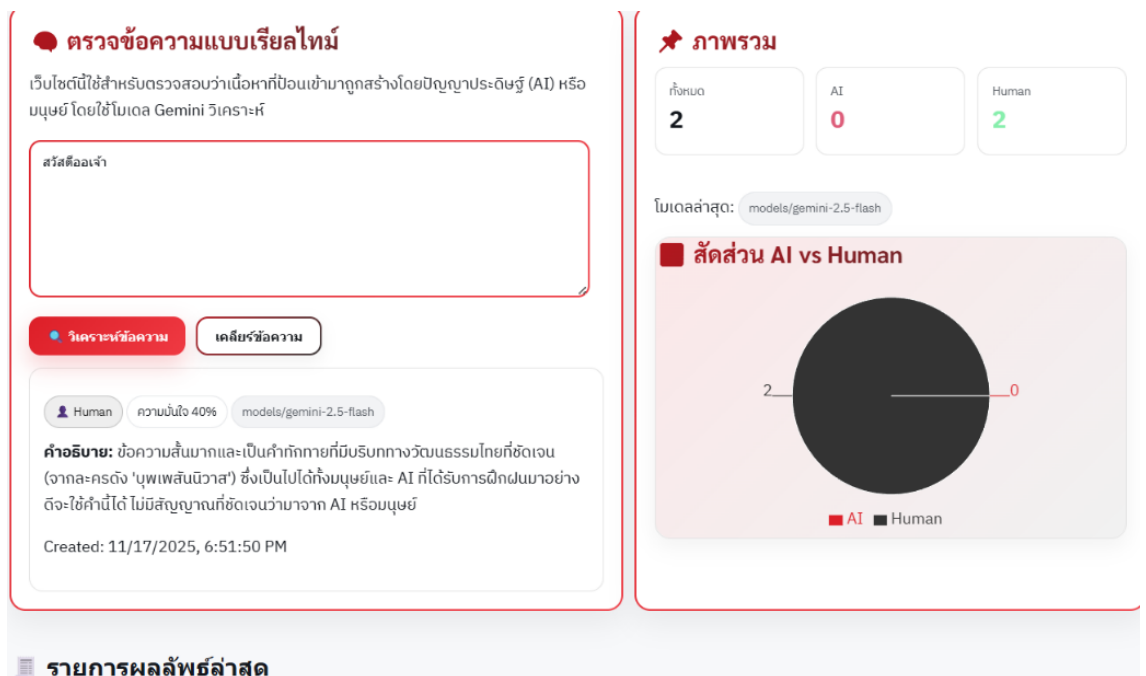 ตรวจข้อความแบบเรียลไทม์
เว็บไซต์นี้ใช้สำหรับตรวจสอบว่าเนื้อหาที่ป้อนเข้ามาถูกสร้างโดยปัญญาประดิษฐ์ (AI) หรือ
มนุษย์ โดยใช้โมเดล Gemini วิเคราะห์
สวัสดีออเจ้า
วิเคราะห์ข้อความ
เคลียร์ข้อความ
Human
ความมั่นใจ 40%
models/gemini-2.5-flash
คำอธิบาย: ข้อความสั้นมากและเป็นคำทักทายที่มีบริบททางวัฒนธรรมไทยที่ชัดเจน
(จากละครดัง 'บุพเพสันนิวาส') ซึ่งเป็นไปได้ทั้งมนุษย์และ AI ที่ได้รับการฝึกฝนมาอย่าง
ดีจะใช้คำนี้ได้ ไม่มีสัญญาณที่ชัดเจนว่ามาจาก AI หรือมนุษย์
Created: 11/17/2025, 6:51:50 PM
ภาพรวม
ทั้งหมด
2
AI
0
Human
2
โมเดลล่าสุด: models/gemini-2.5-flash
สัดส่วน AI vs Human
2
0
AI
Human
รายการผลลัพธ์ล่าสุด